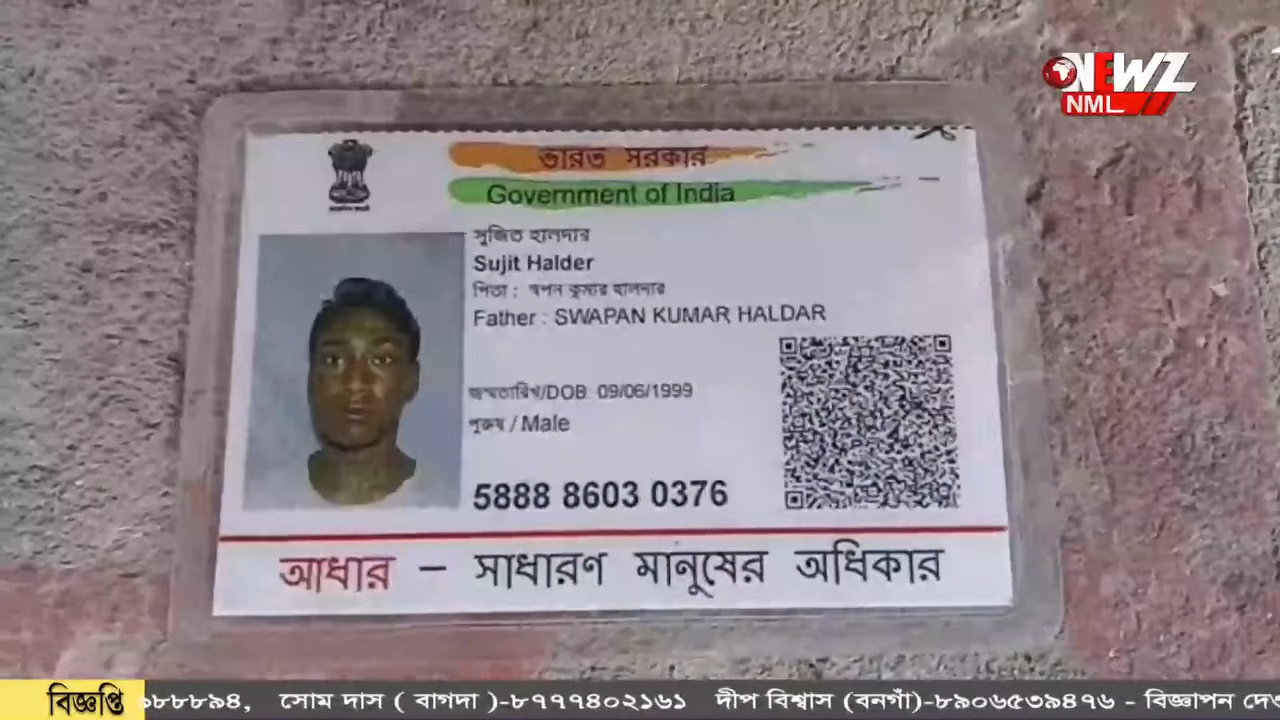 NEWZ
NML
ভারত সরকার
Government of India
সুজিত হালদার
Sujit Halder
পিতা : স্বপন কুমার হালদার
Father : SWAPAN KUMAR HALDAR
জন্মতারিখ/DOB: 09/06/1999
পুরুষ / Male
5888 8603 0376
আধার – সাধারণ মানুষের অধিকার
বিজ্ঞপ্তি ৯৮৮৮৯৪, সোম দাস ( বাগদা )-৮৭৭৭৪০২১৬১ দীপ বিশ্বাস (বনগাঁ)-৮৯০৬৫৩৯৪৭৬ - বিজ্ঞাপন